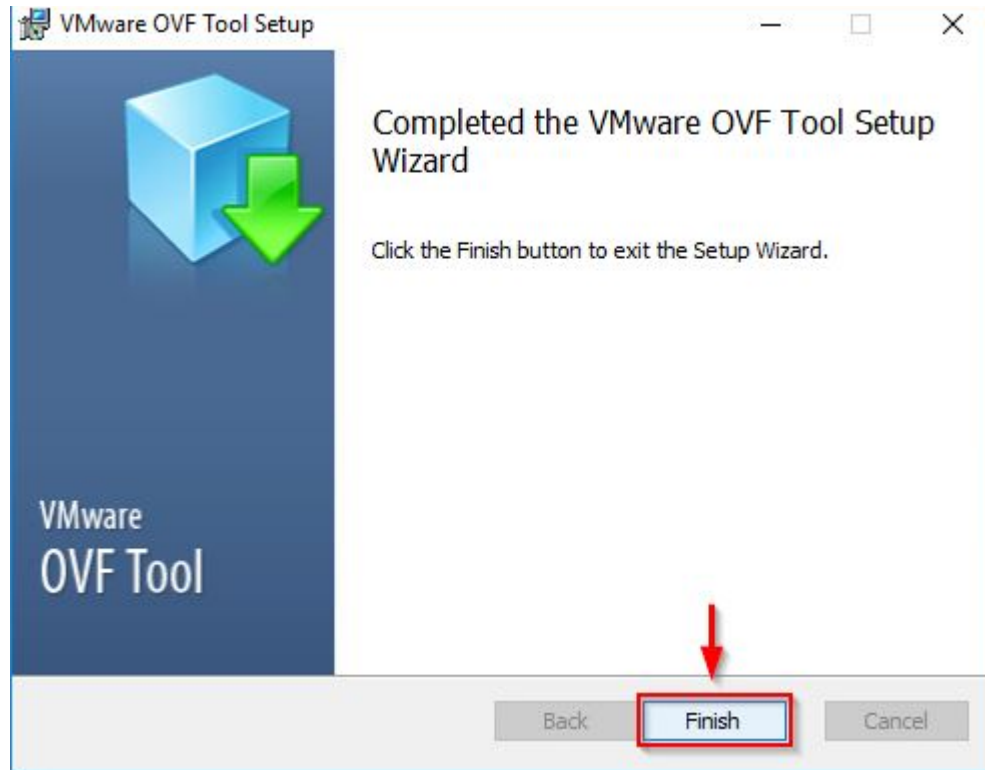 VMware OVF Tool Setup
Completed the VMware OVF Tool Setup
Wizard
Click the Finish button to exit the Setup Wizard.
VMware
OVF Tool
Back
Finish
Cancel